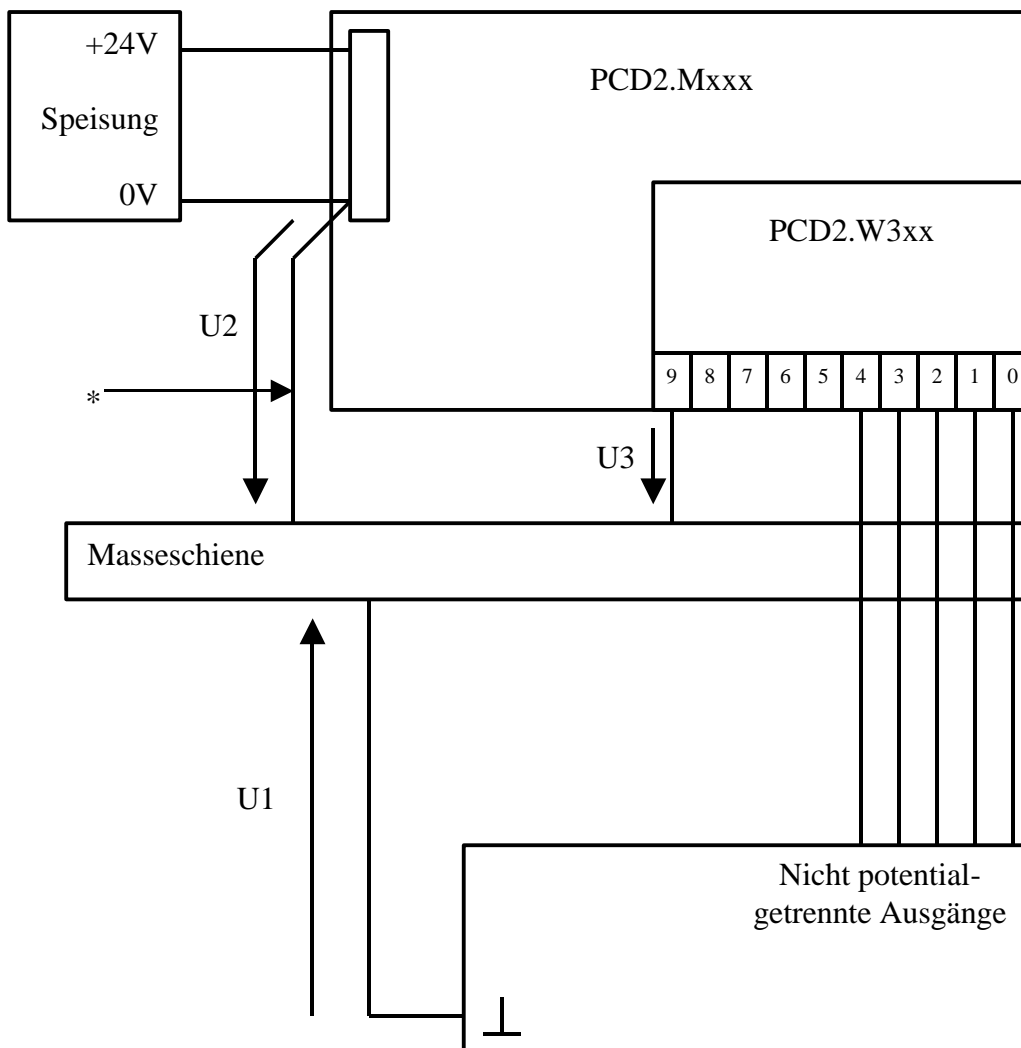 +24V
Speisung
0V
PCD2.Mxxx
PCD2.W3xx
9 8 7 6 5 4 3 2 1 0
U2
*
U3
Masseschiene
U1
Nicht potential-
getrennte Ausgänge